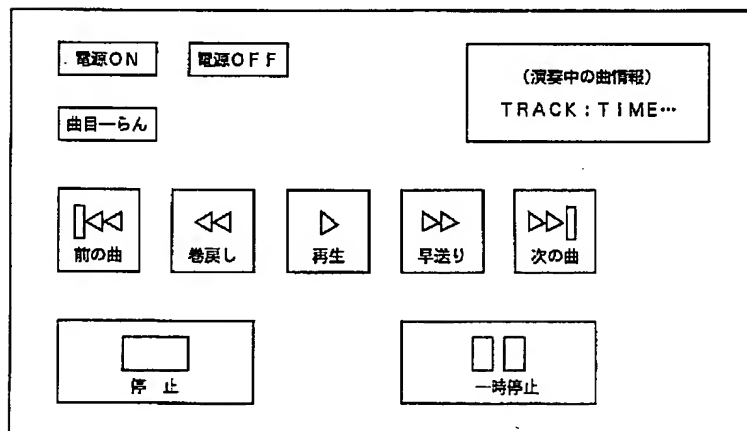 電源ON
電源OFF
(演奏中の曲情報)
TRACK:TIME…
曲目一らん
前の曲
巻戻し
再生
早送り
次の曲
停 止
一時停止